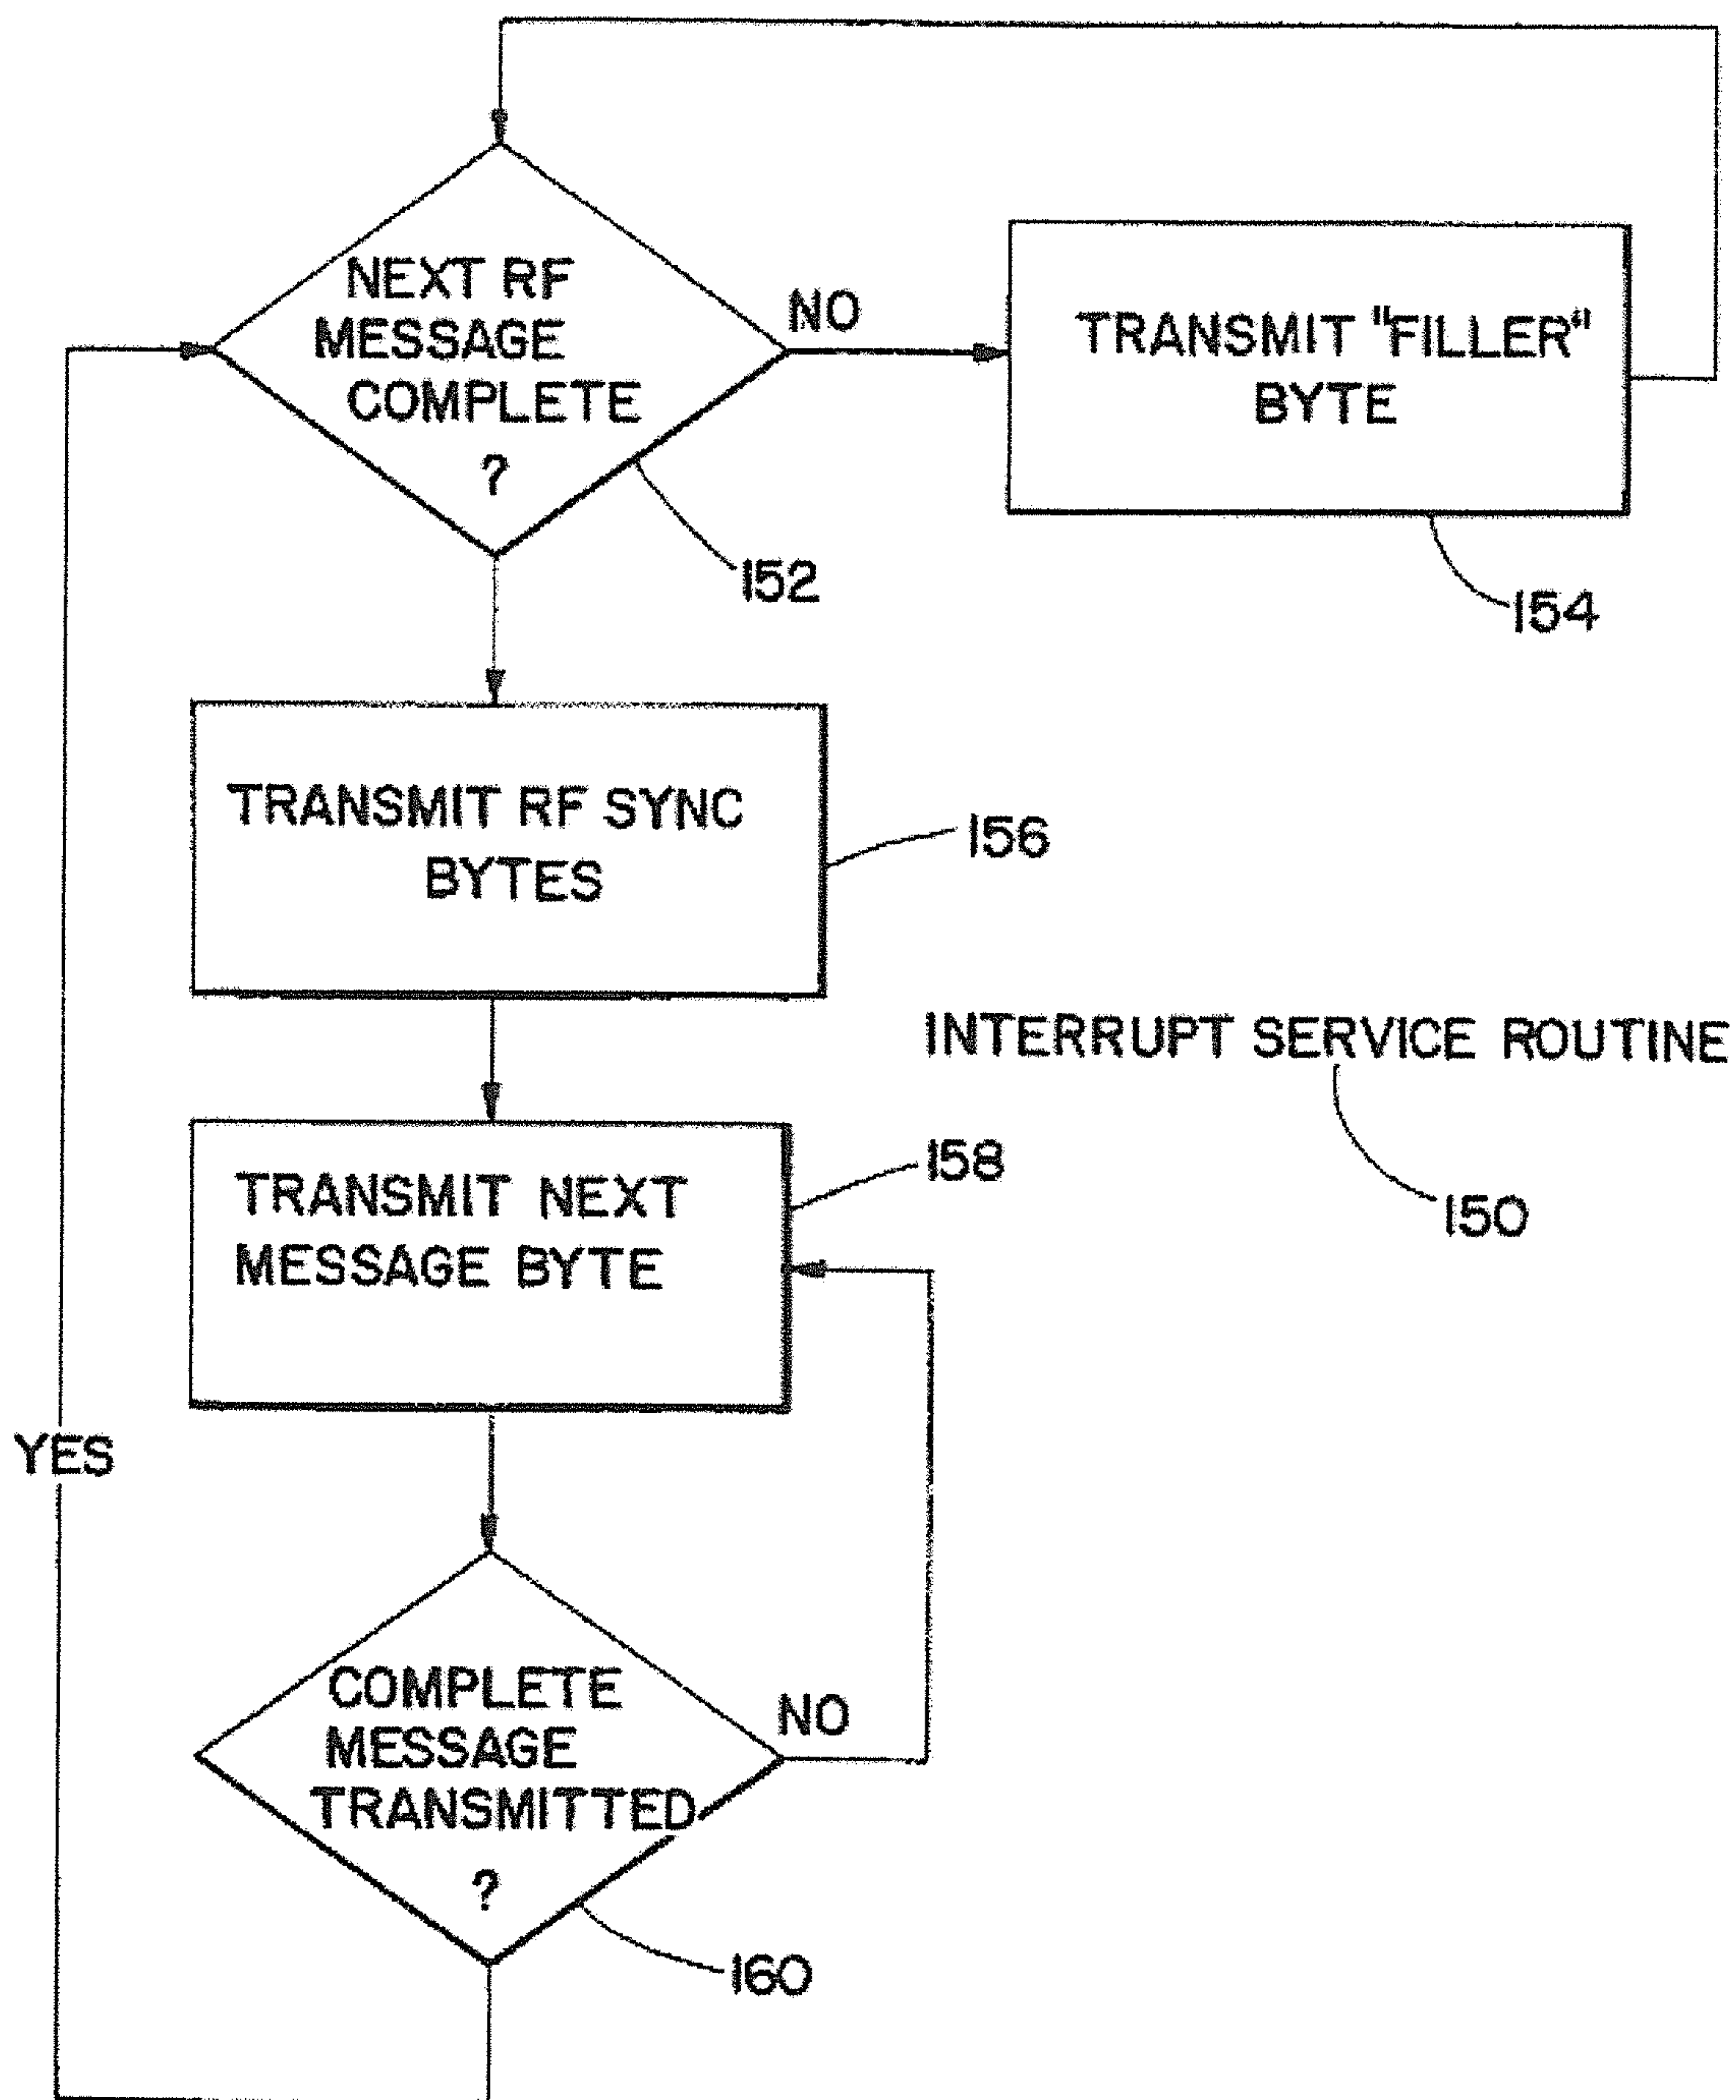 NEXT RF
MESSAGE
COMPLETE
?
NO
152
TRANSMIT "FILLER"
BYTE
154
TRANSMIT RF SYNC
BYTES
156
INTERRUPT SERVICE ROUTINE
150
TRANSMIT NEXT
MESSAGE BYTE
158
YES
COMPLETE
MESSAGE
TRANSMITTED
?
NO
160